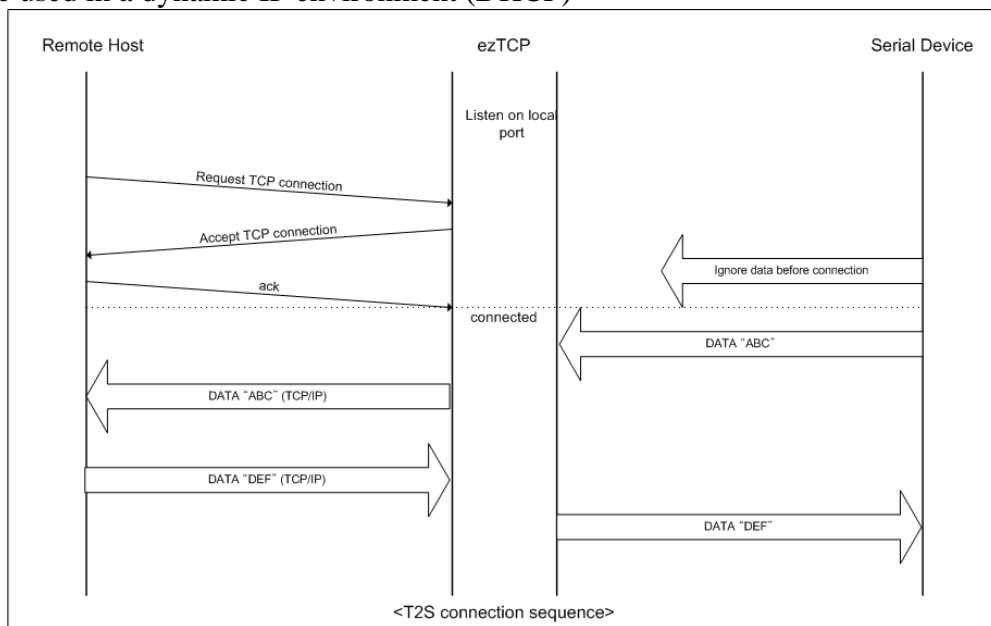 e used in a dynamic IP environment (DHCP)
Remote Host
ezTCP
Serial Device
Listen on local
port
Request TCP connection
Accept TCP connection
Ignore data before connection
ack
connected
DATA “ABC”
DATA “ABC” (TCP/IP)
DATA “DEF” (TCP/IP)
DATA “DEF”
<T2S connection sequence>